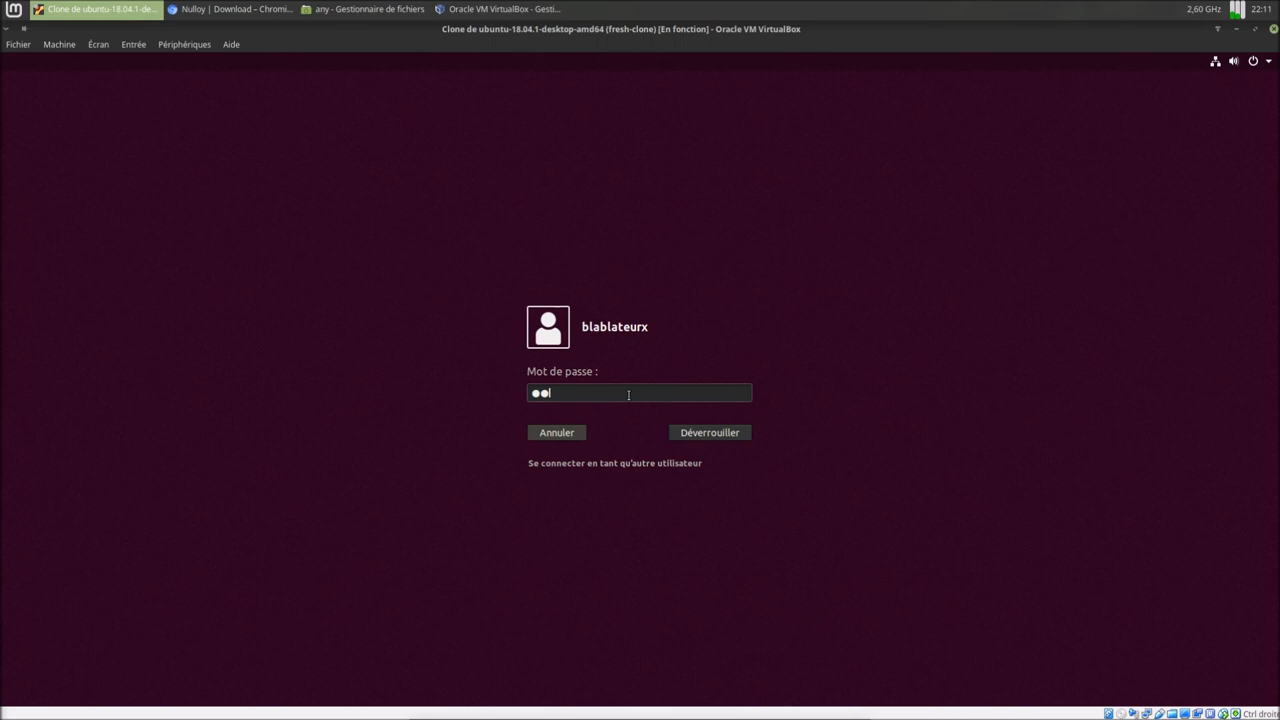 Clone de ubuntu-18.04.1-de...
Nulloy | Download – Chromi...
any - Gestionnaire de fichiers
Oracle VM VirtualBox - Gesti...
2,60 GHz
22:11
Clone de ubuntu-18.04.1-desktop-amd64 (fresh-clone) [En fonction] - Oracle VM VirtualBox
Fichier Machine Écran Entrée Périphériques Aide
blablateurx
Mot de passe :
Annuler
Déverrouiller
Se connecter en tant qu'autre utilisateur
Ctrl droite